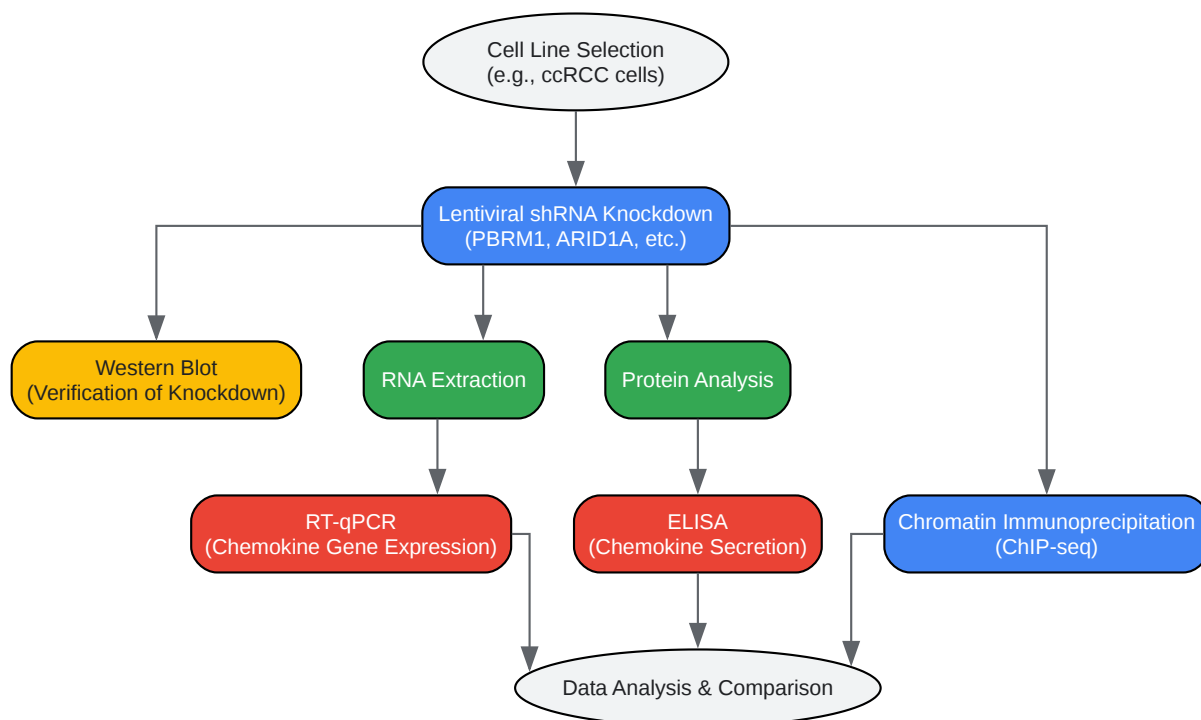 Cell Line Selection
(e.g., ccRCC cells)
Lentiviral shRNA Knockdown
(PBRM1, ARID1A, etc.)
Western Blot
(Verification of Knockdown)
RNA Extraction
Protein Analysis
RT-qPCR
(Chemokine Gene Expression)
ELISA
(Chemokine Secretion)
Chromatin Immunoprecipitation
(ChIP-seq)
Data Analysis & Comparison